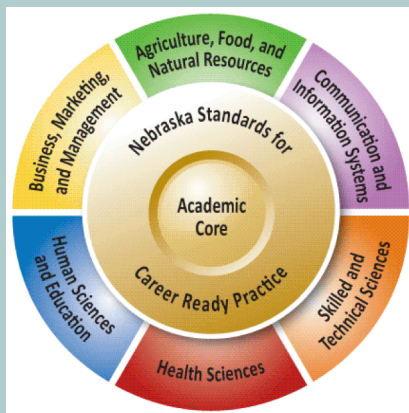 Agriculture, Food, and
Natural Resources
Communication and
Information Systems
Skilled and
Technical Sciences
Health Sciences
Human Sciences
and Education
Business, Marketing,
and Management
Nebraska Standards for
Career Ready Practice
Academic
Core